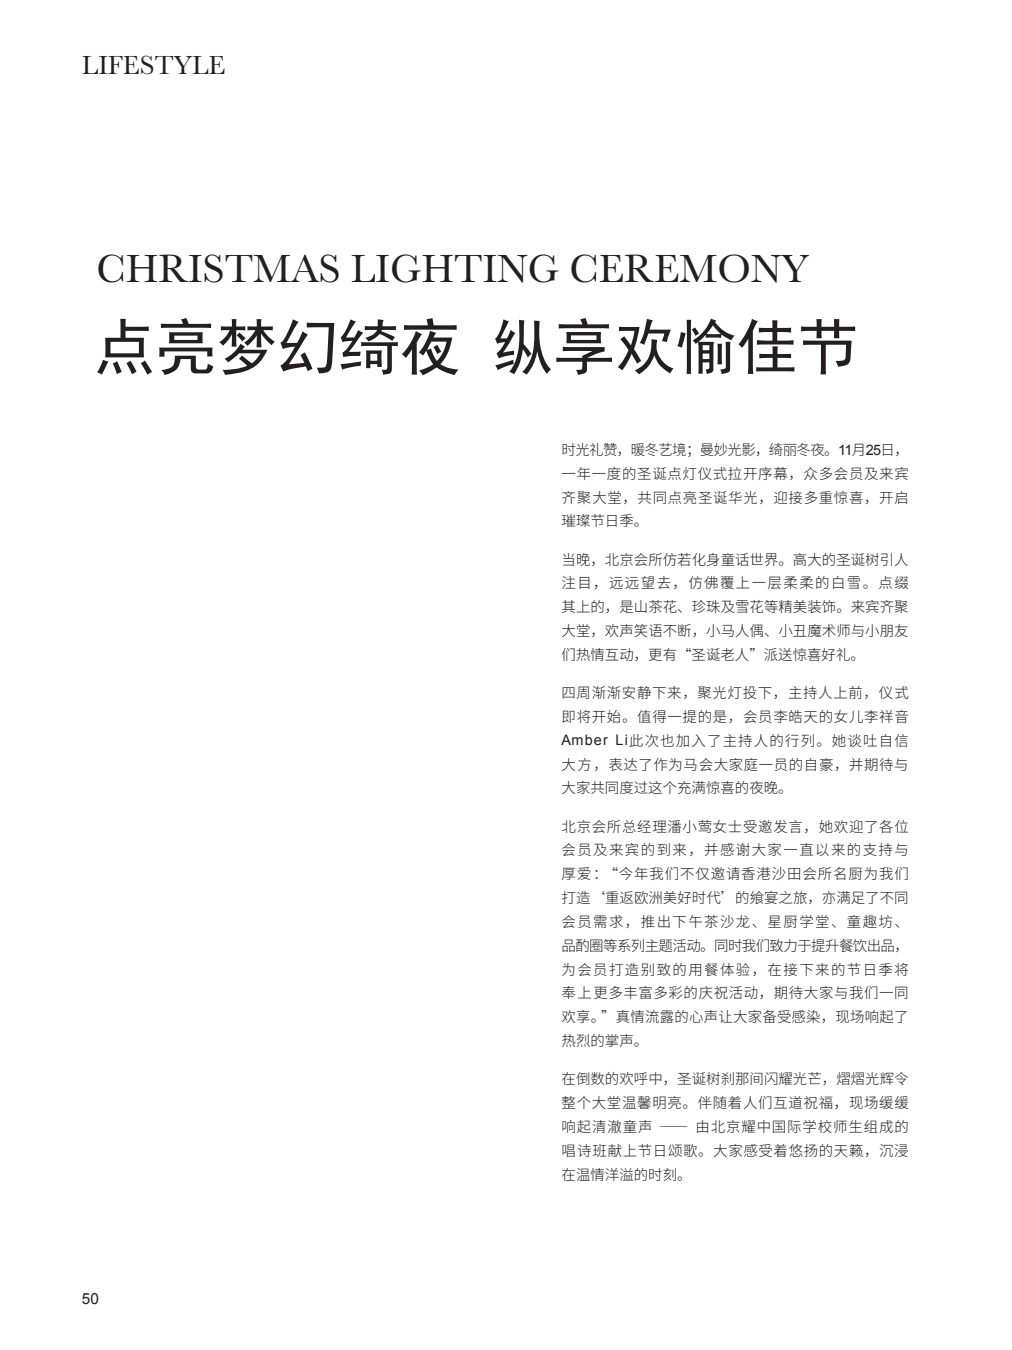 LIFESTYLE
CHRISTMAS LIGHTING CEREMONY
点亮梦幻绮夜 纵享欢愉佳节
时光礼赞，暖冬艺境；曼妙光影，绮丽冬夜。11月25日，
一年一度的圣诞点灯仪式拉开序幕，众多会员及来宾
齐聚大堂，共同点亮圣诞华光，迎接多重惊喜，开启
璀璨节日季。
当晚，北京会所仿若化身童话世界。高大的圣诞树引人
注目，远远望去，仿佛覆上一层柔柔的白雪。点缀
其上的，是山茶花、珍珠及雪花等精美装饰。来宾齐聚
大堂，欢声笑语不断，小马人偶、小丑魔术师与小朋友
们热情互动，更有“圣诞老人”派送惊喜好礼。
四周渐渐安静下来，聚光灯投下，主持人上前，仪式
即将开始。值得一提的是，会员李皓天的女儿李祥音
Amber Li此次也加入了主持人的行列。她谈吐自信
大方，表达了作为马会大家庭一员的自豪，并期待与
大家共同度过这个充满惊喜的夜晚。
北京会所总经理潘小莺女士受邀发言，她欢迎了各位
会员及来宾的到来，并感谢大家一直以来的支持与
厚爱：“今年我们不仅邀请香港沙田会所名厨为我们
打造‘重返欧洲美好时代’的飨宴之旅，亦满足了不同
会员需求，推出下午茶沙龙、星厨学堂、童趣坊、
品酌圈等系列主题活动。同时我们致力于提升餐饮出品，
为会员打造别致的用餐体验，在接下来的节日季将
奉上更多丰富多彩的庆祝活动，期待大家与我们一同
欢享。”真情流露的心声让大家备受感染，现场响起了
热烈的掌声。
在倒数的欢呼中，圣诞树刹那间闪耀光芒，熠熠光辉令
整个大堂温馨明亮。伴随着人们互道祝福，现场缓缓
响起清澈童声 —— 由北京耀中国际学校师生组成的
唱诗班献上节日颂歌。大家感受着悠扬的天籁，沉浸
在温情洋溢的时刻。
50